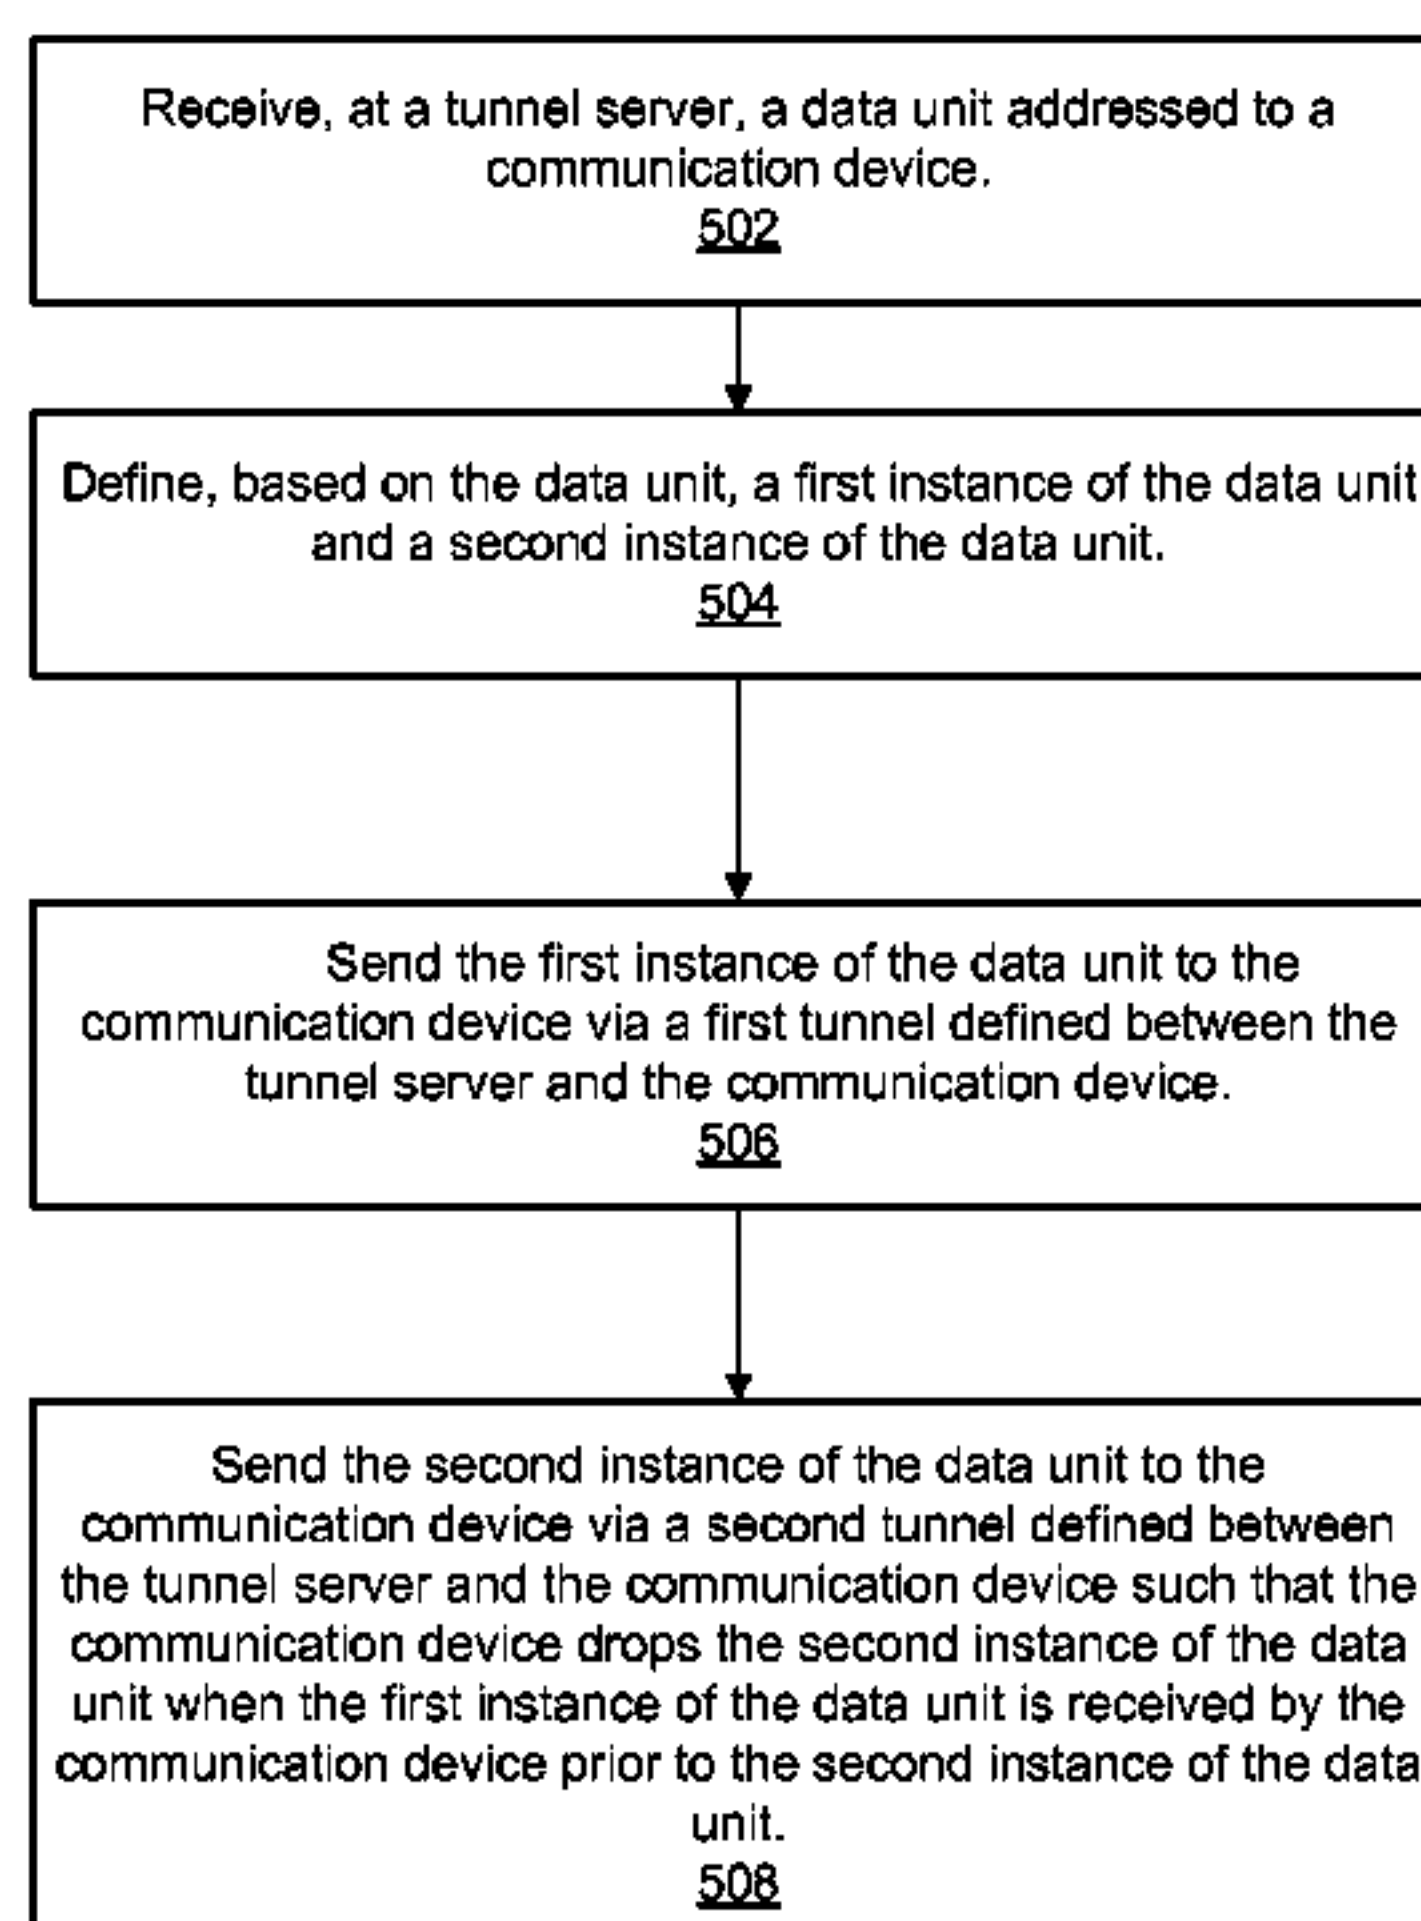 Receive, at a tunnel server, a data unit addressed to a
communication device.
502
Define, based on the data unit, a first instance of the data unit
and a second instance of the data unit.
504
Send the first instance of the data unit to the
communication device via a first tunnel defined between the
tunnel server and the communication device.
506
Send the second instance of the data unit to the
communication device via a second tunnel defined between
the tunnel server and the communication device such that the
communication device drops the second instance of the data
unit when the first instance of the data unit is received by the
communication device prior to the second instance of the data
unit.
508